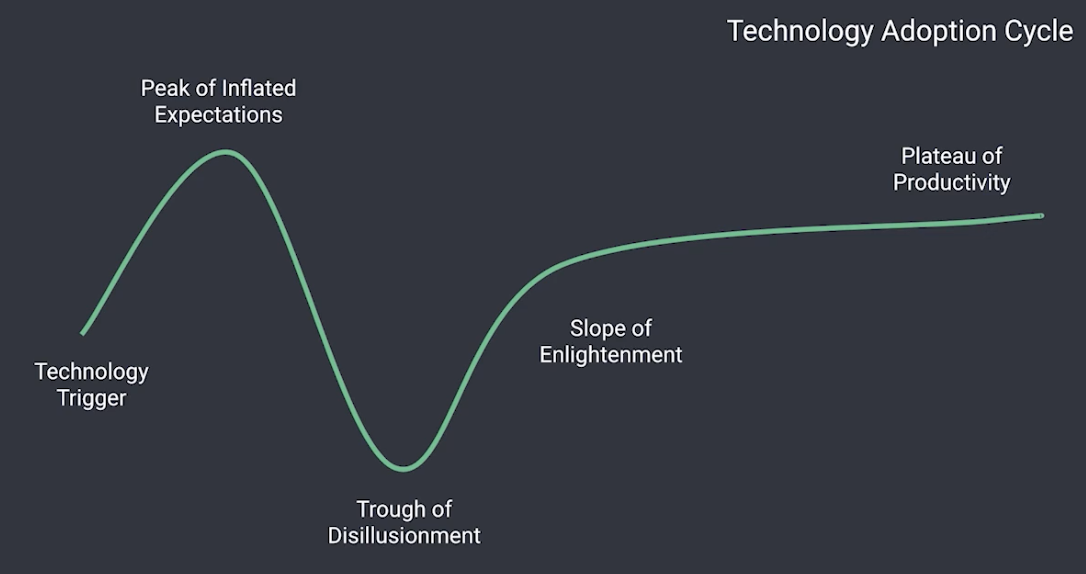 Technology Adoption Cycle
Peak of Inflated
Expectations
Plateau of
Productivity
Slope of
Enlightenment
Technology
Trigger
Trough of
Disillusionment